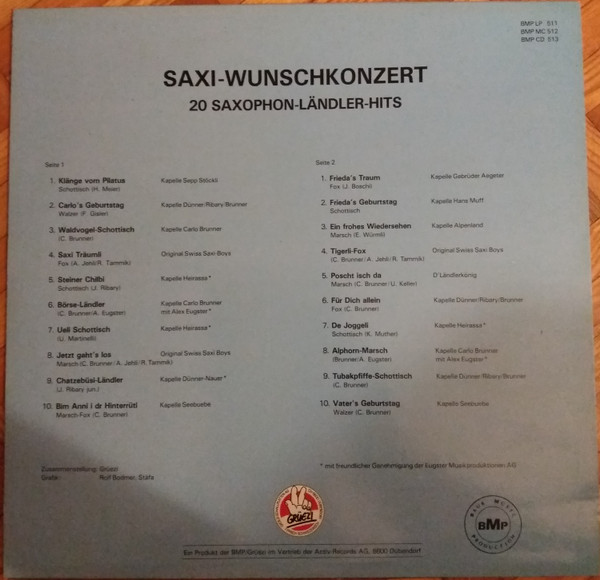 BMP LP 511
BMP MC 512
BMP CD 513
SAXI-WUNSCHKONZERT
20 SAXOPHON-LÄNDLER-HITS
Seite 1
1. Klänge vom Pilatus Kapelle Sepp Stöckli
Schottisch (H. Meier)
2. Carlo's Geburtstag Kapelle Dünner/Ribary/Brunner
Walzer (F. Gisler)
3. Waldvogel-Schottisch Kapelle Carlo Brunner
(C. Brunner)
4. Saxi Träumli Original Swiss Saxi Boys
Fox (A. Jehli/R. Tammik)
5. Steiner Chilbi Kapelle Heirassa*
Schottisch (J. Ribary)
6. Börse-Ländler Kapelle Carlo Brunner
(C. Brunner/A. Eugster) mit Alex Eugster*
7. Ueli Schottisch Kapelle Heirassa*
(U. Martinelli)
8. Jetzt geht's los Original Swiss Saxi Boys
Marsch (C. Brunner/A. Jehli/R. Tammik)
9. Chatzebüsi-Ländler Kapelle Dünner-Nauer*
(J. Ribary jun.)
10. Bim Anni i dr Hinterrüti Kapelle Seebuebe
Marsch-Fox (C. Brunner)
Seite 2
1. Frieda's Traum Kapelle Gebrüder Aegeter
Fox (J. Boschi)
2. Frieda's Geburtstag Kapelle Hans Muff
Schottisch
3. Ein frohes Wiedersehen Kapelle Alpenland
Marsch (E. Würmli)
4. Tigerli-Fox Original Swiss Saxi Boys
(C. Brunner/A. Jehli/R. Tammik)
5. Poscht isch da D'Ländlerkönig
Marsch (C. Brunner/U. Keller)
6. Für Dich allein Kapelle Dünner/Ribary/Brunner
Fox (C. Brunner)
7. De Joggeli Kapelle Heirassa*
Schottisch (K. Muther)
8. Alphorn-Marsch Kapelle Carlo Brunner
(Brunner/A. Eugster) mit Alex Eugster*
9. Tubakpfiffe-Schottisch Kapelle Dünner/Ribary/Brunner
(C. Brunner)
10. Vater's Geburtstag Kapelle Seebuebe
Walzer (C. Brunner)
Zusammenstellung: Grüezi
Grafik: Rolf Bollmer, Stäfa
* mit freundlicher Genehmigung der Eugster Musikproduktionen AG
GRÜEZI
BMP
MUSIC
PRODUCTION
Ein Produkt der BMP/Grüezi im Vertrieb der Activ-Records AG, 8600 Dübendorf